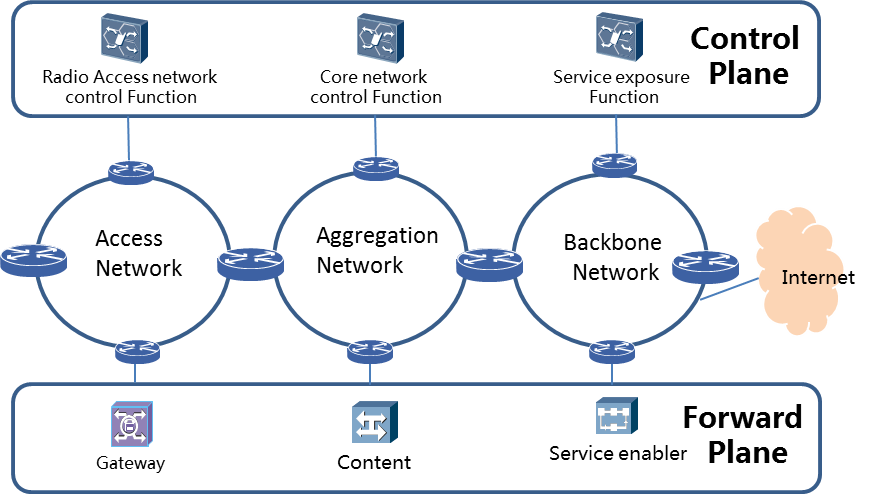 Control
Plane
Radio Access network
control Function
Core network
control Function
Service exposure
Function
Access
Network
Aggregation
Network
Backbone
Network
Internet
Gateway
Content
Service enabler
Forward
Plane